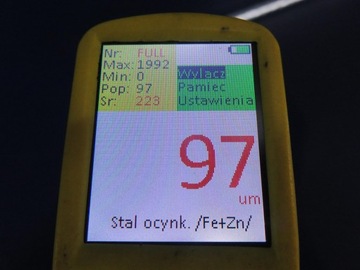 Nr: FULL
Max: 1992
Min: 0
Pop: 97
Sr: 223
Wylacz
Pamiec
Ustawienia
97
um
Stal ocynk. /Fe+Zn/